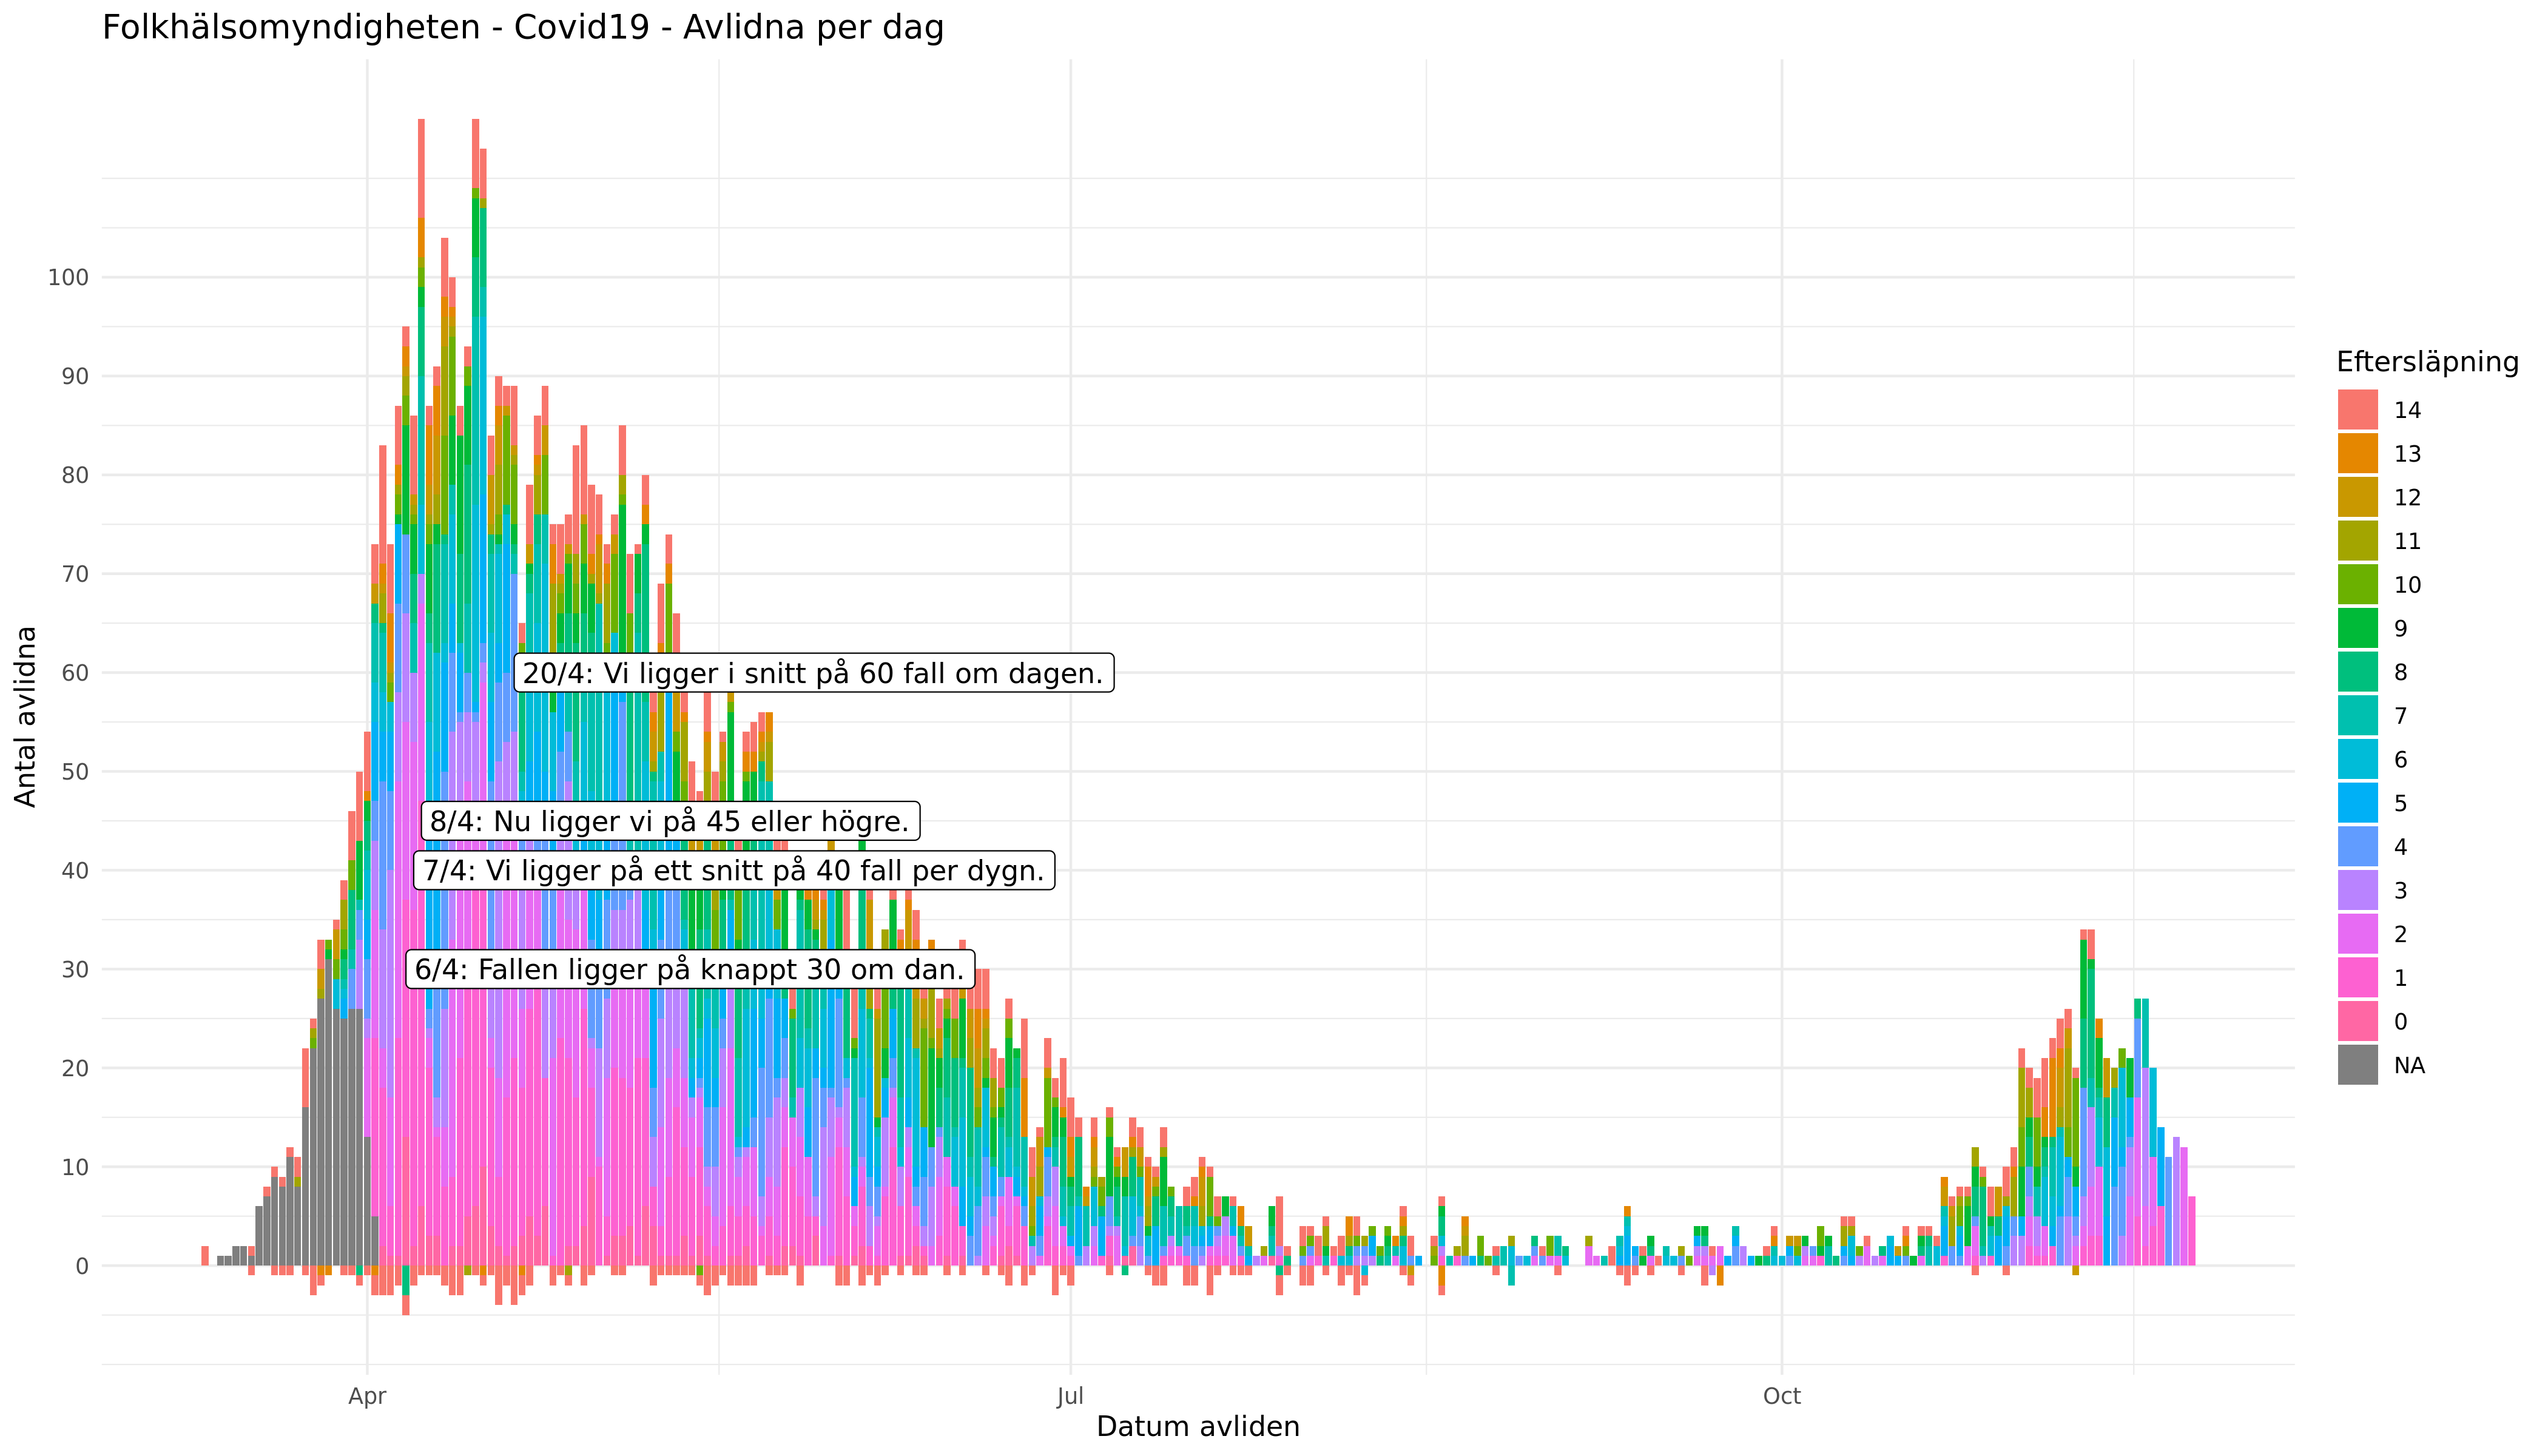 Folkhälsomyndigheten - Covid19 - Avlidna per dag
Antal avlidna
100
90
80
70
60
50
40
30
20
10
0
20/4: Vi ligger i snitt på 60 fall om dagen.
8/4: Nu ligger vi på 45 eller högre.
7/4: Vi ligger på ett snitt på 40 fall per dygn.
6/4: Fallen ligger på knappt 30 om dan.
Apr
Jul
Oct
Datum avliden
Eftersläpning
14
13
12
11
10
9
8
7
6
5
4
3
2
1
0
NA